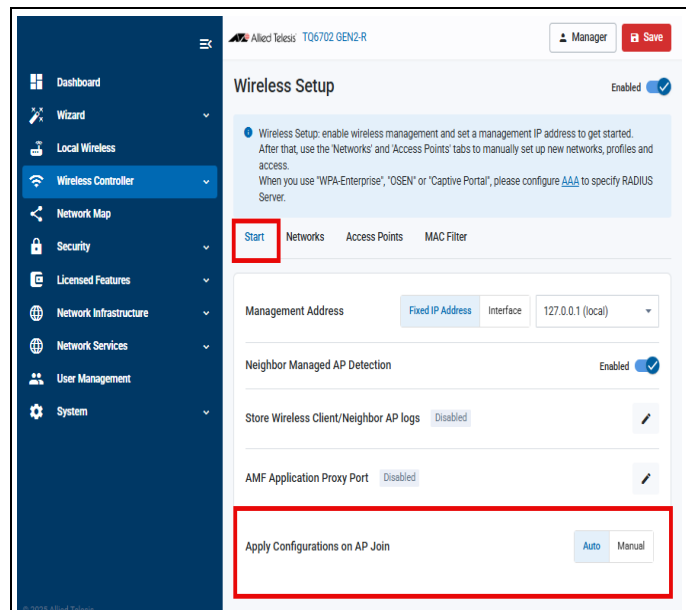 Allied Telesis TQ6702 GEN2-R
Manager
Save
Dashboard
Wizard
Local Wireless
Wireless Controller
Network Map
Security
Licensed Features
Network Infrastructure
Network Services
User Management
System
© 2025 Allied Telesis
Wireless Setup
Enabled
Wireless Setup: enable wireless management and set a management IP address to get started.
After that, use the 'Networks' and 'Access Points' tabs to manually set up new networks, profiles and
access.
When you use "WPA-Enterprise", "OSEN" or "Captive Portal", please configure AAA to specify RADIUS
Server.
Start Networks Access Points MAC Filter
Management Address Fixed IP Address Interface 127.0.0.1 (local)
Neighbor Managed AP Detection Enabled
Store Wireless Client/Neighbor AP logs Disabled
AMF Application Proxy Port Disabled
Apply Configurations on AP Join Auto Manual